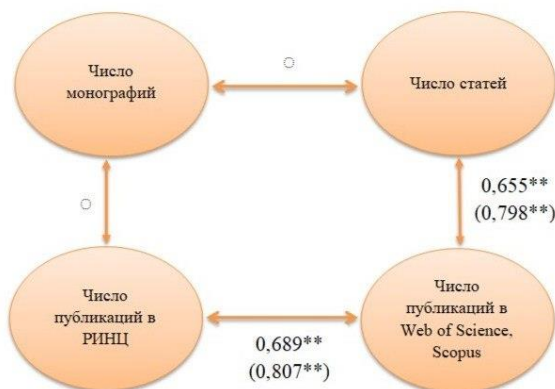 Число
монографий
Число статей
0,655**
(0,798**)
Число
публикаций в
РИНЦ
0,689**
(0,807**)
Число
публикаций в
Web of Science,
Scopus